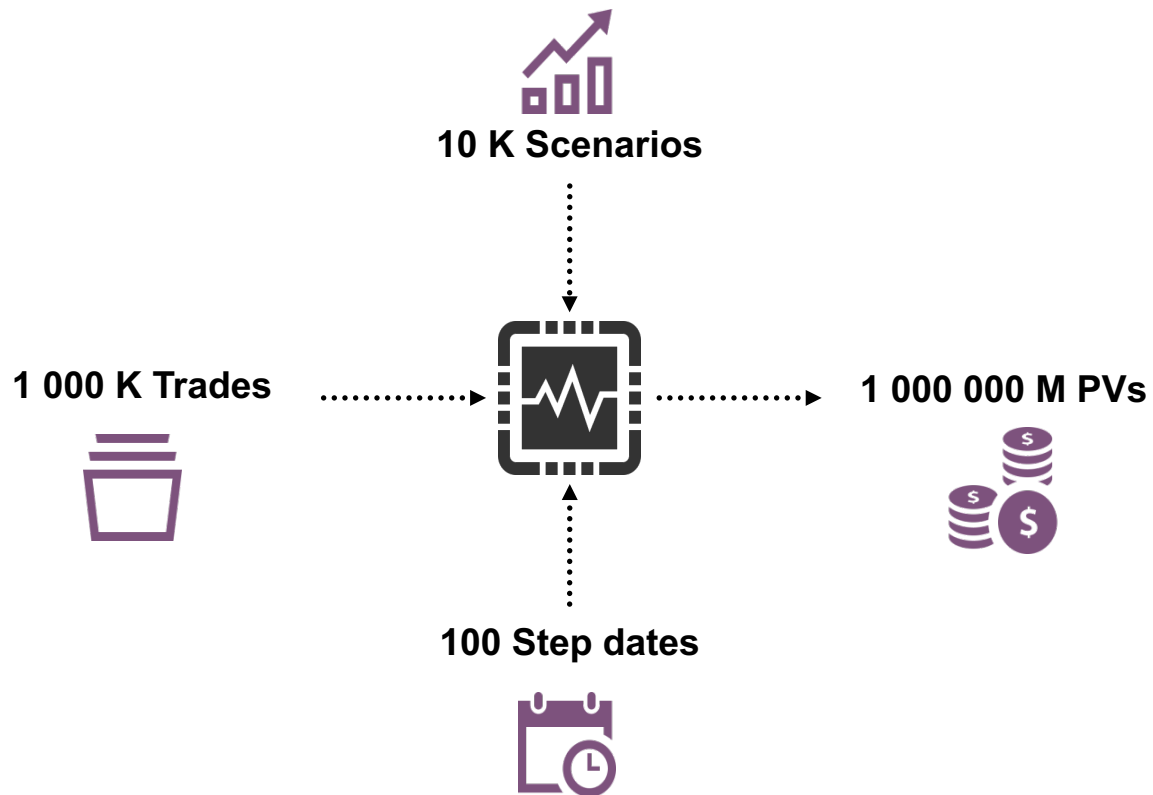 10 K Scenarios
1 000 K Trades
1 000 000 M PVs
$
$
$
100 Step dates